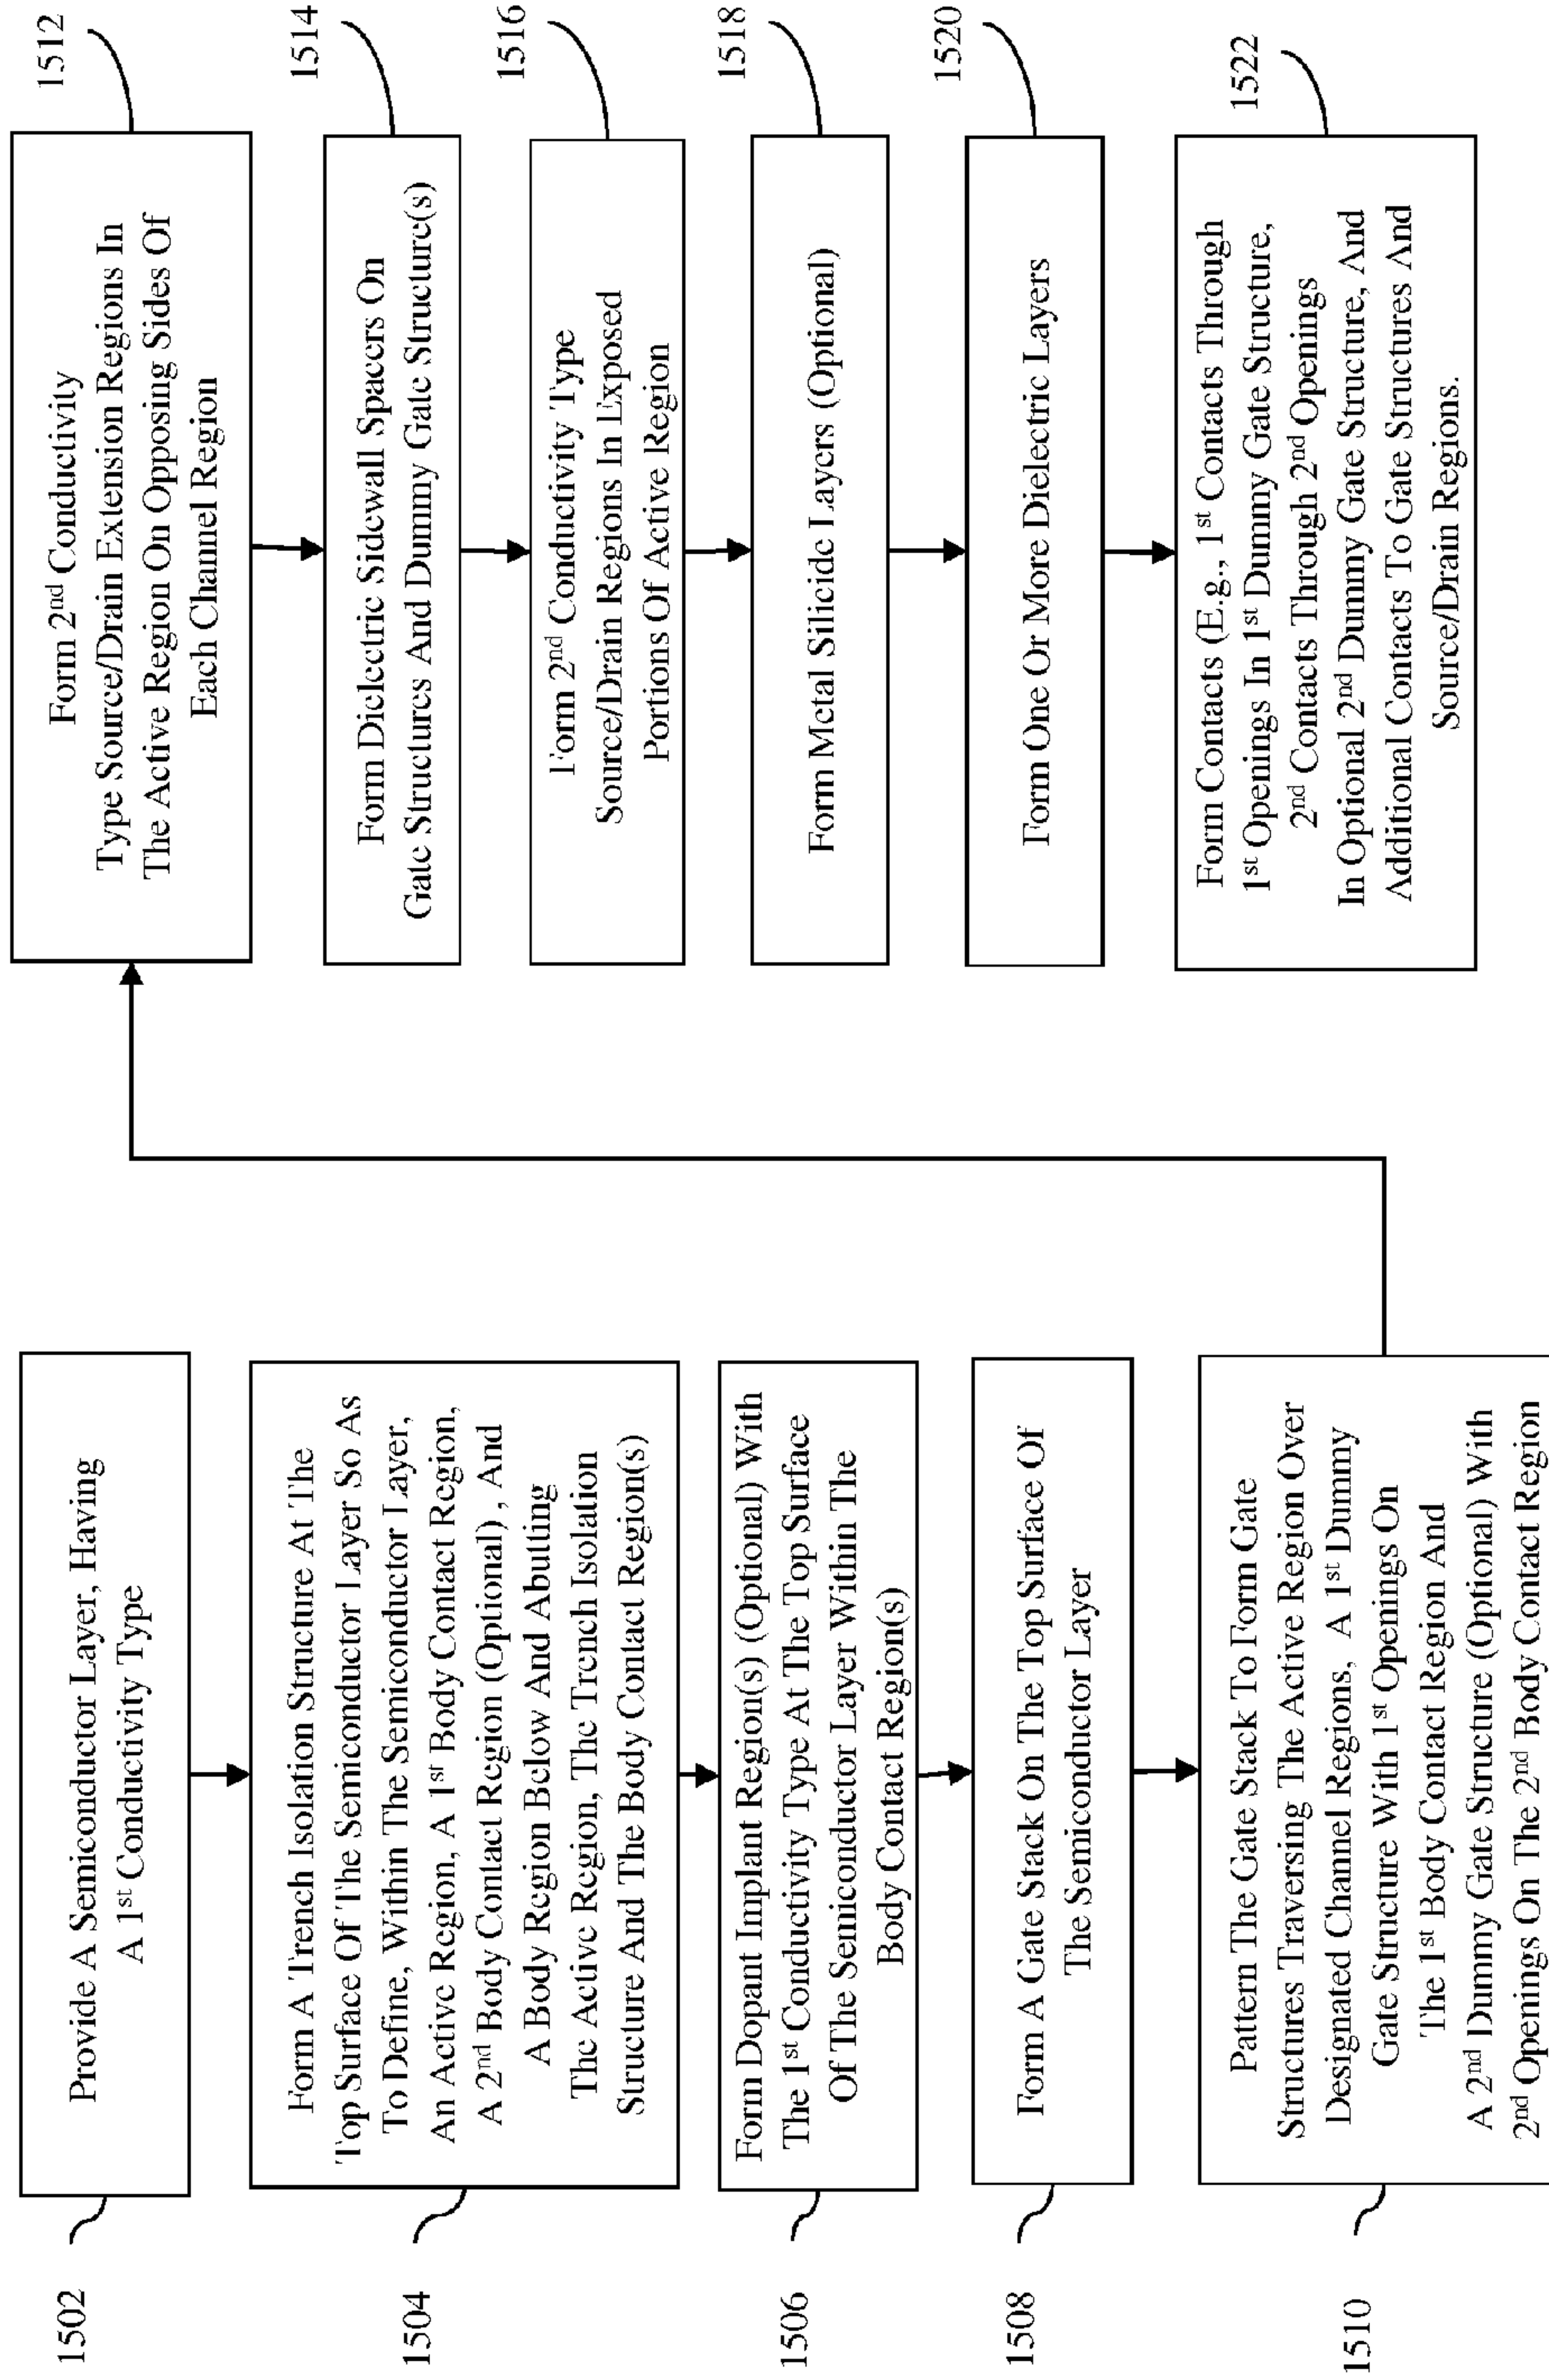 1502
Provide A Semiconductor Layer, Having
A 1st Conductivity Type
1504
Form A Trench Isolation Structure At The
Top Surface Of The Semiconductor Layer So As
To Define, Within The Semiconductor Layer,
An Active Region, A 1st Body Contact Region,
A 2nd Body Contact Region (Optional) , And
A Body Region Below And Abuting
The Active Region, The Trench Isolation
Structure And The Body Contact Region(s)
1506
Form Dopant Implant Region(s) (Optional) With
The 1st Conductivity Type At The Top Surface
Of The Semiconductor Layer Within The
Body Contact Region(s)
1508
Form A Gate Stack On The Top Surface Of
The Semiconductor Layer
1510
Pattern The Gate Stack To Form Gate
Structures Traversing The Active Region Over
Designated Channel Regions, A 1st Dummy
Gate Structure With 1st Openings On
The 1st Body Contact Region And
A 2nd Dummy Gate Structure (Optional) With
2nd Openings On The 2nd Body Contact Region
1512
Form 2nd Conductivity
Type Source/Drain Extension Regions In
The Active Region On Opposing Sides Of
Each Channel Region
1514
Form Dielectric Sidewall Spacers On
Gate Structures And Dummy Gate Structure(s)
1516
Form 2nd Conductivity Type
Source/Drain Regions In Exposed
Portions Of Active Region
1518
Form Metal Silicide Layers (Optional)
1520
Form One Or More Dielectric Layers
1522
Form Contacts (E.g., 1st Contacts Through
1st Openings In 1st Dummy Gate Structure,
2nd Contacts Through 2nd Openings
In Optional 2nd Dummy Gate Structure, And
Additional Contacts To Gate Structures And
Source/Drain Regions.